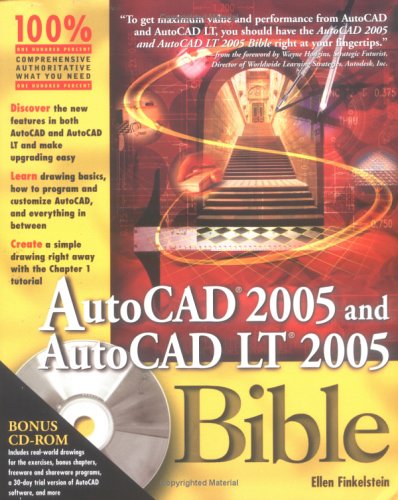 100%
ONE HUNDRED PERCENT
COMPREHENSIVE
AUTHORITATIVE
WHAT YOU NEED
ONE HUNDRED PERCENT
"To get maximum value and performance from AutoCAD
and AutoCAD LT, you should have the AutoCAD 2005
and AutoCAD LT 2005 Bible right at your fingertips."
—from the foreword by Wayne Hodgins, Strategic Futurist,
Director of Worldwide Learning Strategies, Autodesk, Inc.
Discover the new
features in both
AutoCAD and AutoCAD
LT and make
upgrading easy
Learn drawing basics,
how to program and
customize AutoCAD,
and everything in
between
Create a simple
drawing right away
with the Chapter 1
tutorial
AutoCAD® 2005 and
AutoCAD LT® 2005
Bible
BONUS
CD-ROM
Includes real-world drawings
for the exercises, bonus chapters,
freeware and shareware programs,
a 30-day trial version of AutoCAD
software, and more
Ellen Finkelstein
Copyrighted Material